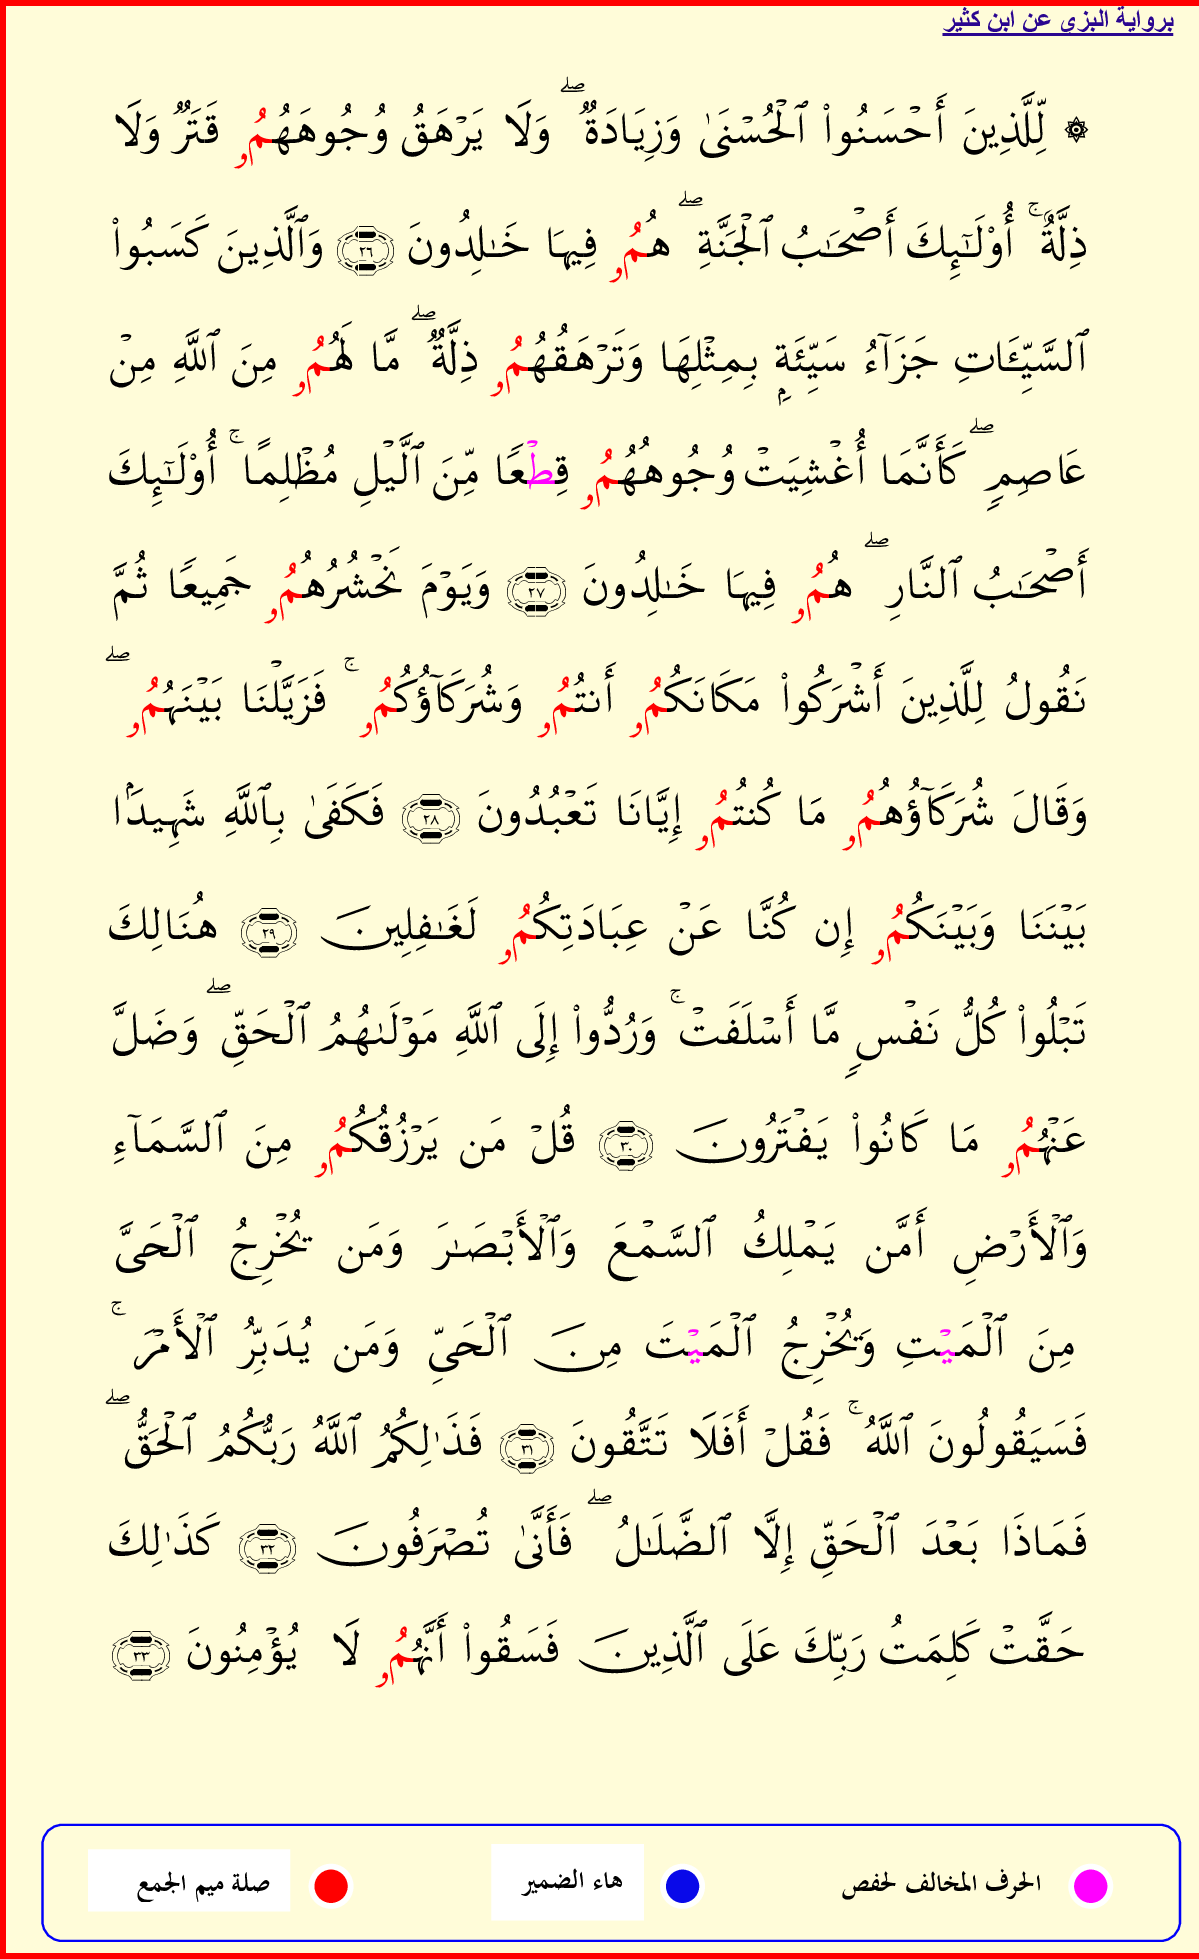 برواية البزى عن ابن كثير
۞ لِّلَّذِينَ أَحۡسَنُواْ ٱلۡحُسۡنَىٰ وَزِيَادَةٞۖ وَلَا يَرۡهَقُ وُجُوهَهُمُۥ قَتَرٞ وَلَا
ذِلَّةٌۚ أُوْلَٰٓئِكَ أَصۡحَٰبُ ٱلۡجَنَّةِۖ هُمُۥ فِيهَا خَٰلِدُونَ ٢٦ وَٱلَّذِينَ كَسَبُواْ
ٱلسَّيِّـَٔاتِ جَزَآءُ سَيِّئَةِۭ بِمِثۡلِهَا وَتَرۡهَقُهُمُۥ ذِلَّةٞۖ مَّا لَهُمُۥ مِنَ ٱللَّهِ مِنۡ
عَاصِمٖۖ كَأَنَّمَا أُغۡشِيَتۡ وُجُوهُهُمُۥ قِطۡعٗا مِّنَ ٱلَّيۡلِ مُظۡلِمًاۚ أُوْلَٰٓئِكَ
أَصۡحَٰبُ ٱلنَّارِۖ هُمُۥ فِيهَا خَٰلِدُونَ ٢٧ وَيَوۡمَ نَحۡشُرُهُمُۥ جَمِيعٗا ثُمَّ
نَقُولُ لِلَّذِينَ أَشۡرَكُواْ مَكَانَكُمُۥ أَنتُمُۥ وَشُرَكَآؤُكُمُۥۚ فَزَيَّلۡنَا بَيۡنَهُمُۥۖ
وَقَالَ شُرَكَآؤُهُمُۥ مَا كُنتُمُۥ إِيَّانَا تَعۡبُدُونَ ٢٨ فَكَفَىٰ بِٱللَّهِ شَهِيدَۢا
بَيۡنَنَا وَبَيۡنَكُمُۥ إِن كُنَّا عَنۡ عِبَادَتِكُمُۥ لَغَٰفِلِينَ ٢٩ هُنَالِكَ
تَبۡلُواْ كُلُّ نَفۡسٖ مَّا أَسۡلَفَتۡۚ وَرُدُّواْ إِلَى ٱللَّهِ مَوۡلَىٰهُمُ ٱلۡحَقِّۖ وَضَلَّ
عَنۡهُمُۥ مَا كَانُواْ يَفۡتَرُونَ ٣٠ قُلۡ مَن يَرۡزُقُكُمُۥ مِنَ ٱلسَّمَآءِ
وَٱلۡأَرۡضِ أَمَّن يَمۡلِكُ ٱلسَّمۡعَ وَٱلۡأَبۡصَٰرَ وَمَن يُخۡرِجُ ٱلۡحَىَّ
مِنَ ٱلۡمَيۡتِ وَيُخۡرِجُ ٱلۡمَيۡتَ مِنَ ٱلۡحَىِّ وَمَن يُدَبِّرُ ٱلۡأَمۡرَۚ
فَسَيَقُولُونَ ٱللَّهُۚ فَقُلۡ أَفَلَا تَتَّقُونَ ٣١ فَذَٰلِكُمُ ٱللَّهُ رَبُّكُمُ ٱلۡحَقُّۖ
فَمَاذَا بَعۡدَ ٱلۡحَقِّ إِلَّا ٱلضَّلَٰلُۖ فَأَنَّىٰ تُصۡرَفُونَ ٣٢ كَذَٰلِكَ
حَقَّتۡ كَلِمَتُ رَبِّكَ عَلَى ٱلَّذِينَ فَسَقُواْ أَنَّهُمُۥ لَا يُؤۡمِنُونَ ٣٣
الحرف المخالف لحفص هاء الضمير صلة ميم الجمع